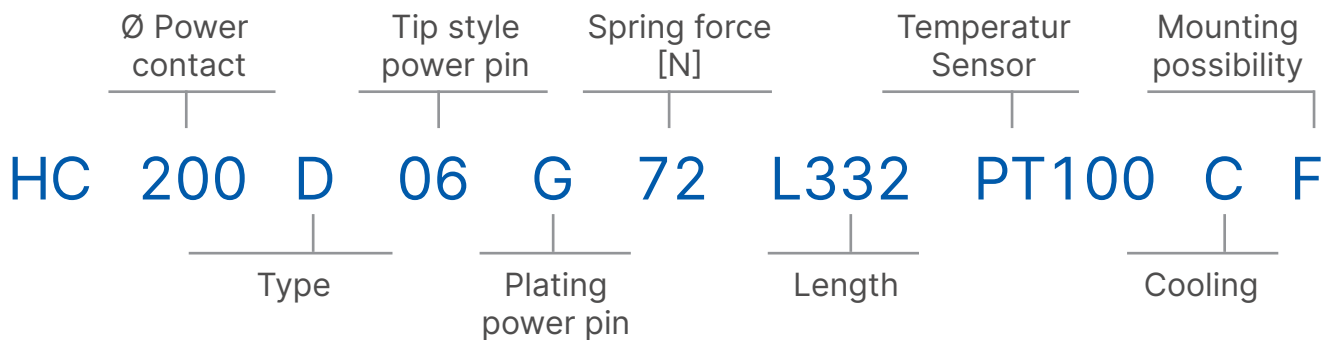 Ø Power
contact
Tip style
power pin
Spring force
[N]
Temperatur
Sensor
Mounting
possibility
HC 200 D 06 G 72 L332 PT100 C F
Type
Plating
power pin
Length
Cooling